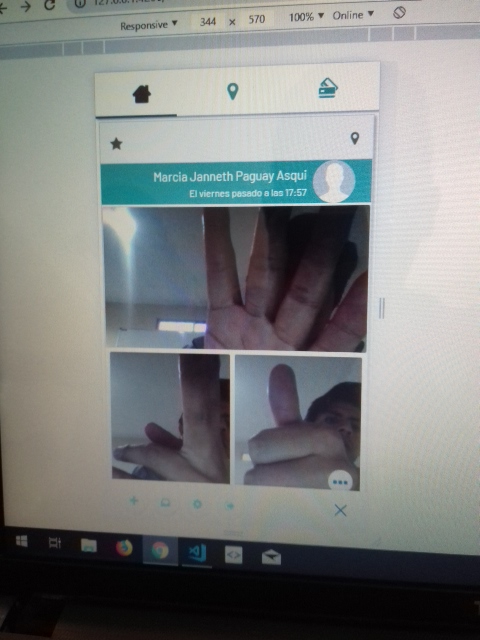 Responsive ▾ 344 x 570 100% ▾ Online ▾
Marcia Janneth Paguay Asqui
El viernes pasado a las 17:57